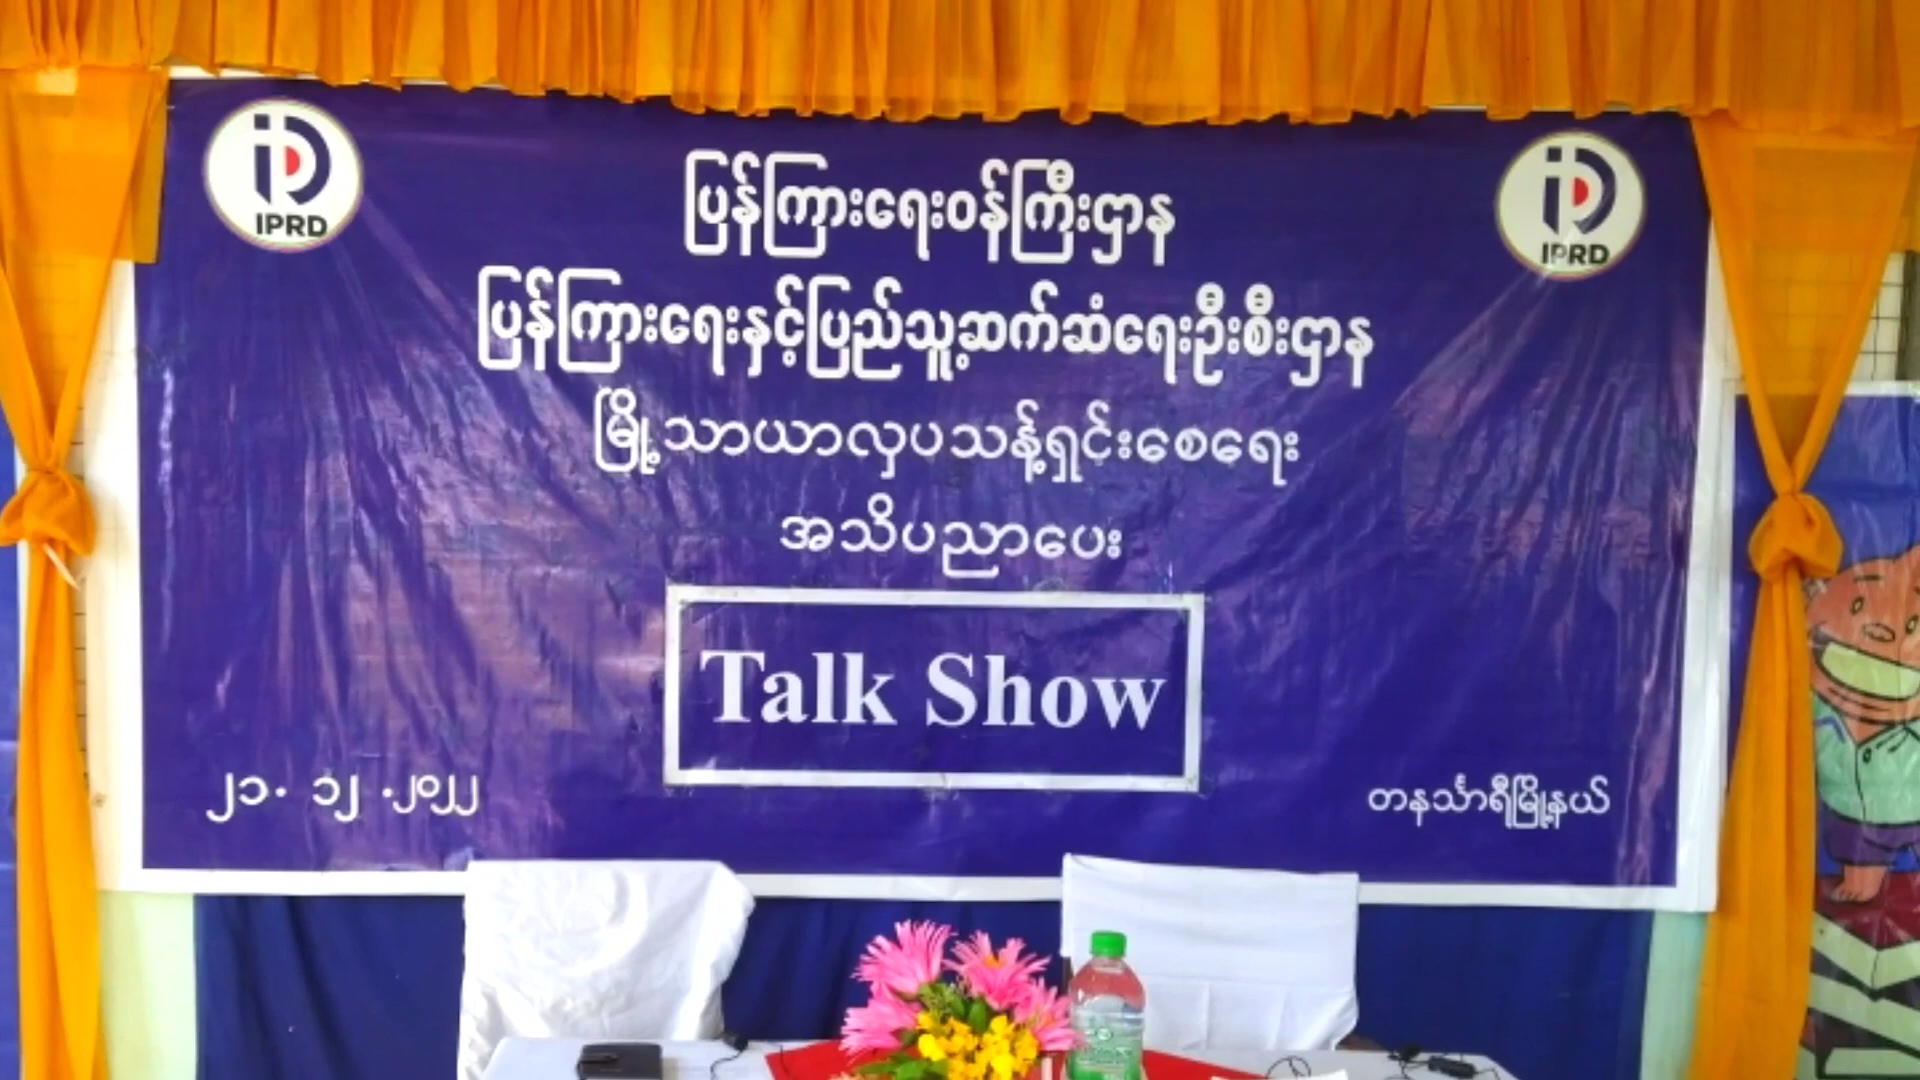 IPRD
IPRD
ပြန်ကြားရေးဝန်ကြီးဌာန
ပြန်ကြားရေးနှင့်ပြည်သူ့ဆက်ဆံရေးဦးစီးဌာန
မြို့သာယာလှပသန့်ရှင်းစေရေး
အသိပညာပေး
Talk Show
၂၁. ၁၂ .၂၀၂၂
တနင်္သာရီမြို့နယ်